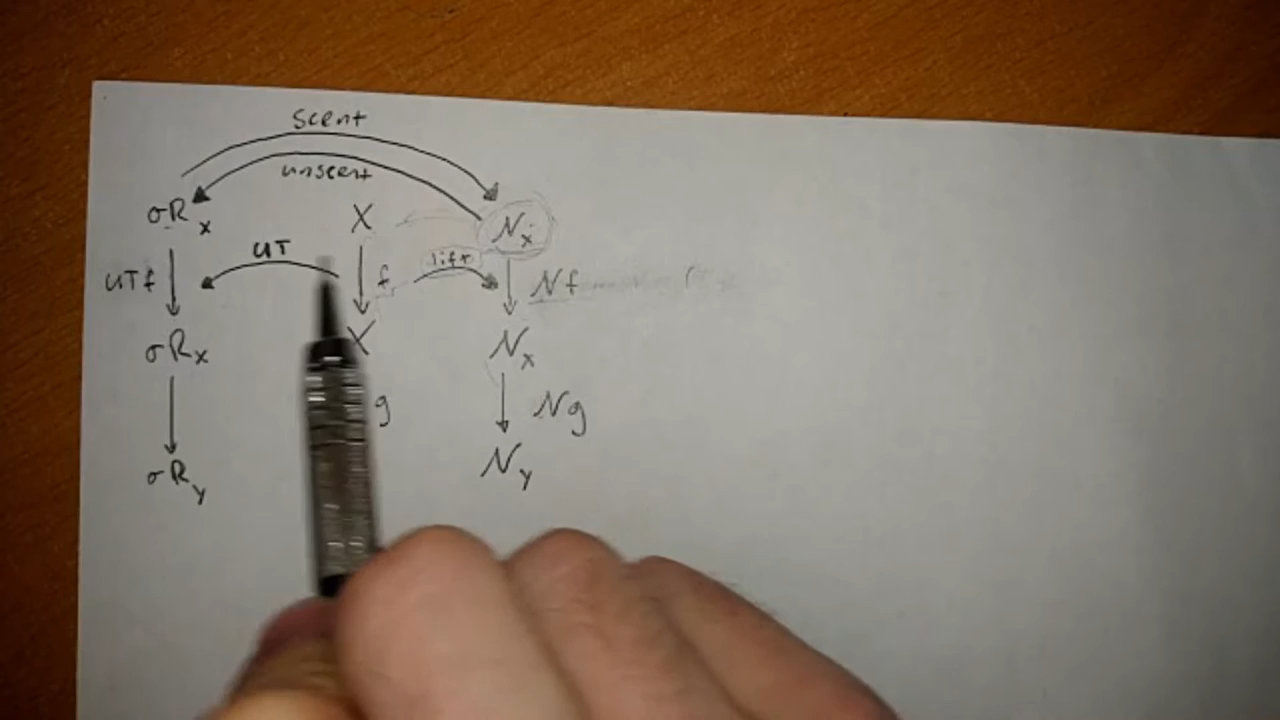 scent
unscent
σR_x X N_x
UT lift
UTf f Nf
σR_x X N_x
g Ng
σR_y N_y